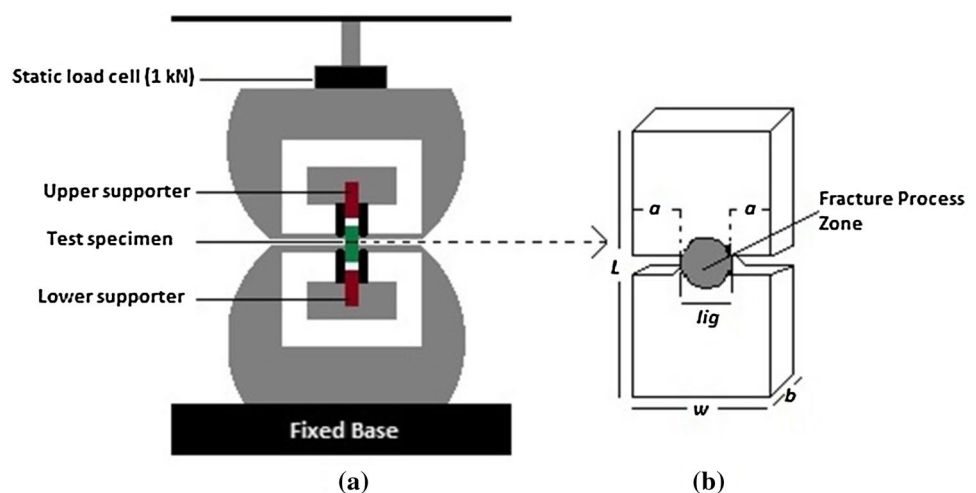 Static load cell (1 kN)
Upper supporter
Test specimen
Lower supporter
Fixed Base
(a)
a
a
Fracture Process
Zone
L
lig
w
b
(b)